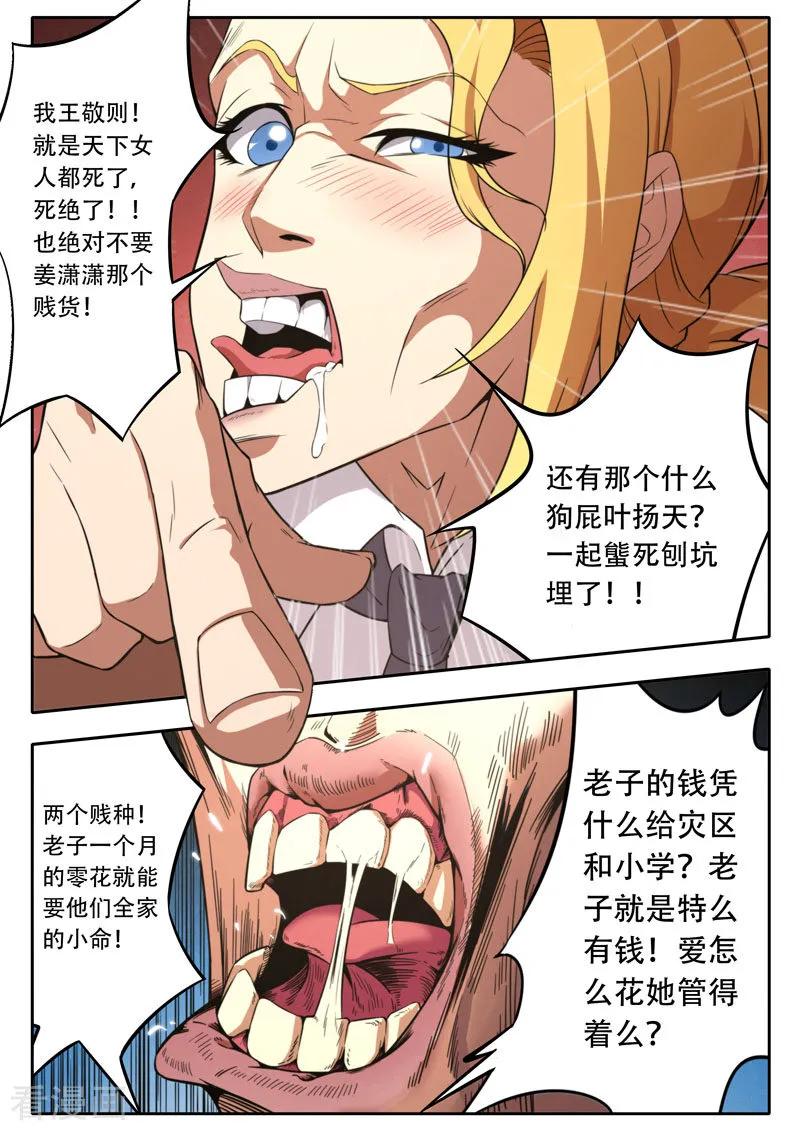 我王敬则！
就是天下女
人都死了，
死绝了！！
也绝对不要
姜潇潇那个
贱货！
还有那个什么
狗屁叶扬天？
一起蹩死刨坑
埋了！！
两个贱种！
老子一个月
的零花就能
要他们全家
的小命！
老子的钱凭
什么给灾区
和小学？老
子就是特么
有钱！爱怎
么花她管得
着么？
看漫画